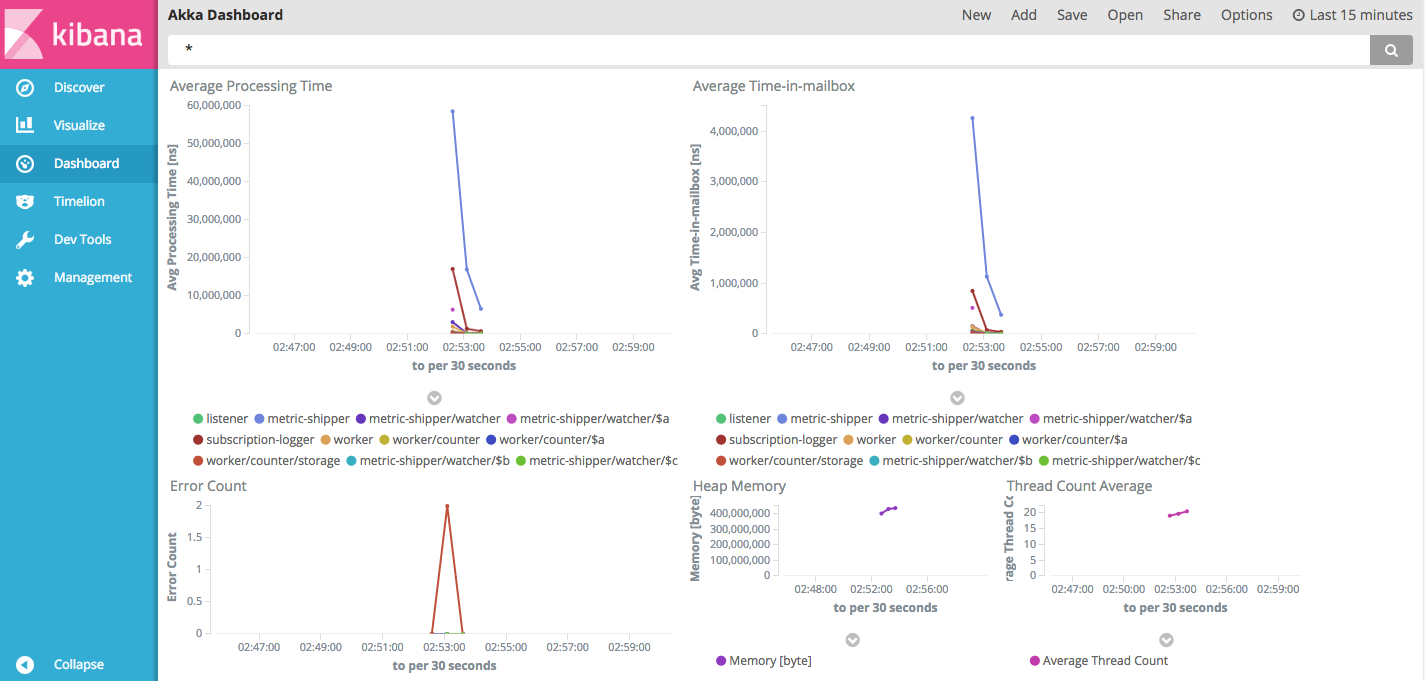 kibana
Discover
Visualize
Dashboard
Timelion
Dev Tools
Management
Collapse
Akka Dashboard
New Add Save Open Share Options Last 15 minutes
*
Average Processing Time
Avg Processing Time [ns]
60,000,000
50,000,000
40,000,000
30,000,000
20,000,000
10,000,000
0
02:47:00 02:49:00 02:51:00 02:53:00 02:55:00 02:57:00 02:59:00
to per 30 seconds
listener metric-shipper metric-shipper/watcher metric-shipper/watcher/$a
subscription-logger worker worker/counter worker/counter/$a
worker/counter/storage metric-shipper/watcher/$b metric-shipper/watcher/$c
Average Time-in-mailbox
Avg Time-in-mailbox [ns]
4,000,000
3,000,000
2,000,000
1,000,000
0
02:47:00 02:49:00 02:51:00 02:53:00 02:55:00 02:57:00 02:59:00
to per 30 seconds
listener metric-shipper metric-shipper/watcher metric-shipper/watcher/$a
subscription-logger worker worker/counter worker/counter/$a
worker/counter/storage metric-shipper/watcher/$b metric-shipper/watcher/$c
Error Count
Error Count
2
1.5
1
0.5
0
02:47:00 02:49:00 02:51:00 02:53:00 02:55:00 02:57:00 02:59:00
to per 30 seconds
Heap Memory
Memory [byte]
400,000,000
300,000,000
200,000,000
100,000,000
0
02:48:00 02:52:00 02:56:00
to per 30 seconds
Memory [byte]
Thread Count Average
rage Thread Co
20
15
10
5
0
02:47:00 02:50:00 02:53:00 02:56:00 02:59:00
to per 30 seconds
Average Thread Count